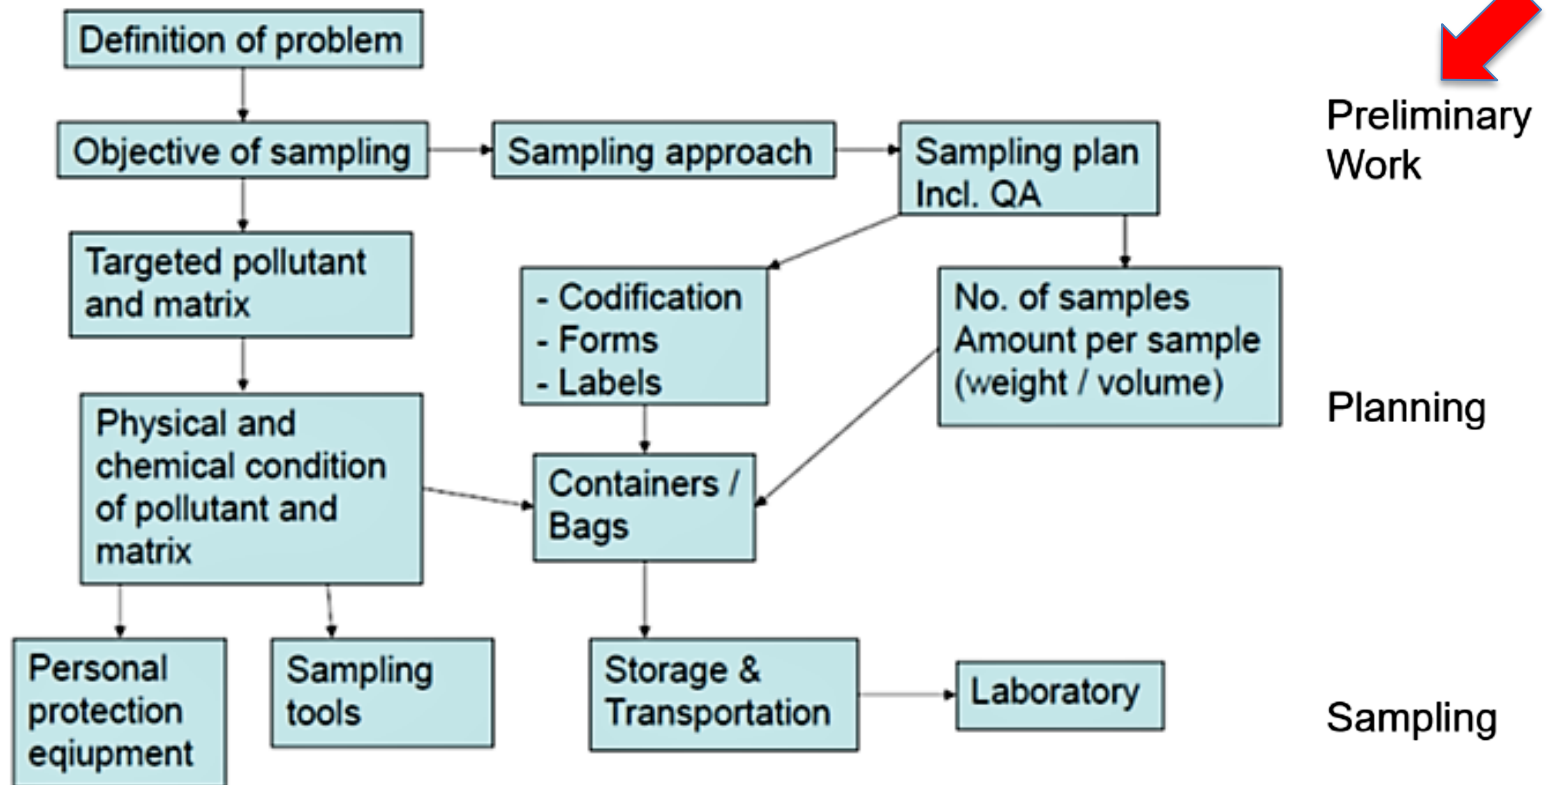 Definition of problem
Objective of sampling
Sampling approach
Sampling plan
Incl. QA
Preliminary
Work
Targeted pollutant
and matrix
- Codification
- Forms
- Labels
No. of samples
Amount per sample
(weight / volume)
Planning
Physical and
chemical condition
of pollutant and
matrix
Containers /
Bags
Personal
protection
eqiupment
Sampling
tools
Storage &
Transportation
Laboratory
Sampling